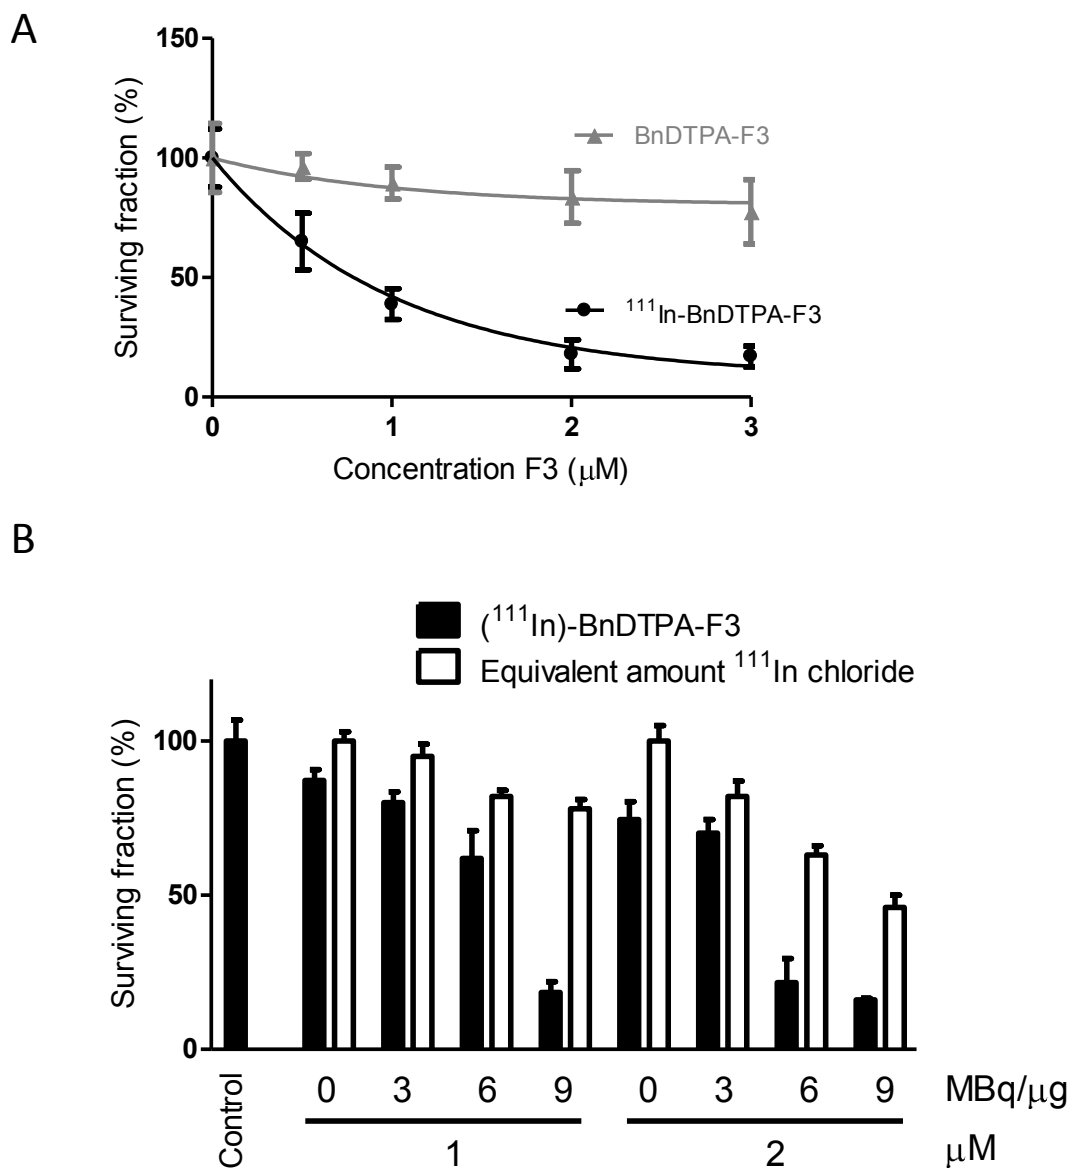 A
150
100
50
0
Surviving fraction (%)
BnDTPA-F3
¹¹¹In-BnDTPA-F3
0 1 2 3
Concentration F3 (μM)
B
(¹¹¹In)-BnDTPA-F3
Equivalent amount ¹¹¹In chloride
100
50
0
Surviving fraction (%)
Control 0 3 6 9 0 3 6 9 MBq/μg
1 2 μM